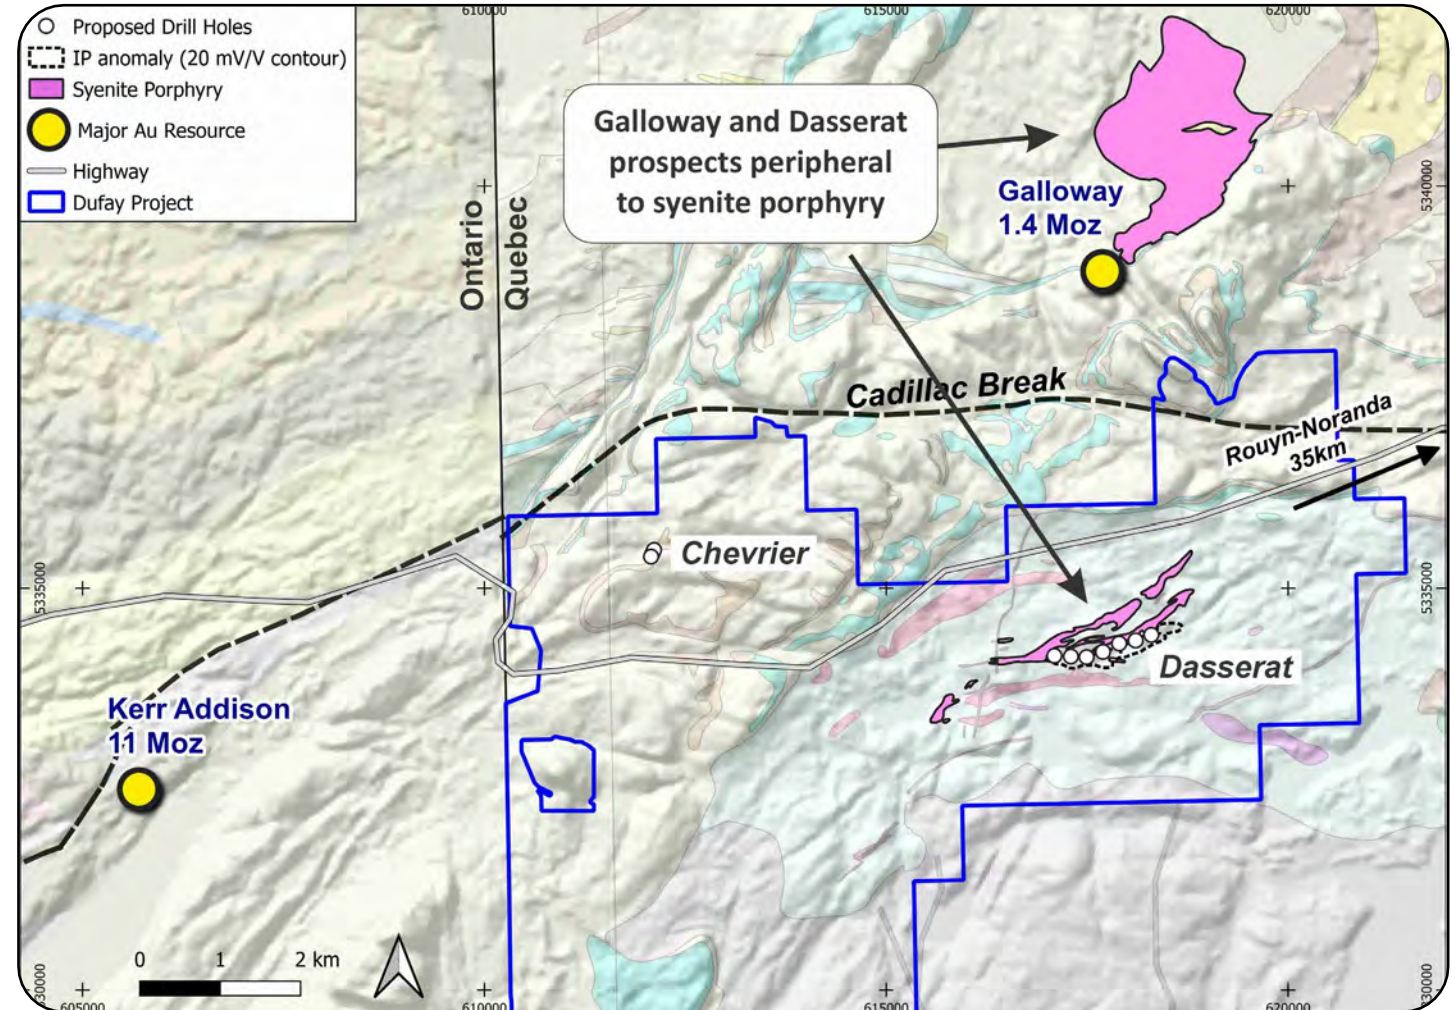 610000
615000
620000
Proposed Drill Holes
IP anomaly (20 mV/V contour)
Syenite Porphyry
Major Au Resource
Highway
Dufay Project
Galloway and Dasserat
prospects peripheral
to syenite porphyry
Ontario
Quebec
Galloway
1.4 Moz
5340000
Cadillac Break
Rouyn-Noranda
35km
Chevrier
5335000
5335000
Dasserat
Kerr Addison
11 Moz
0 1 2 km
605000
610000
615000
620000